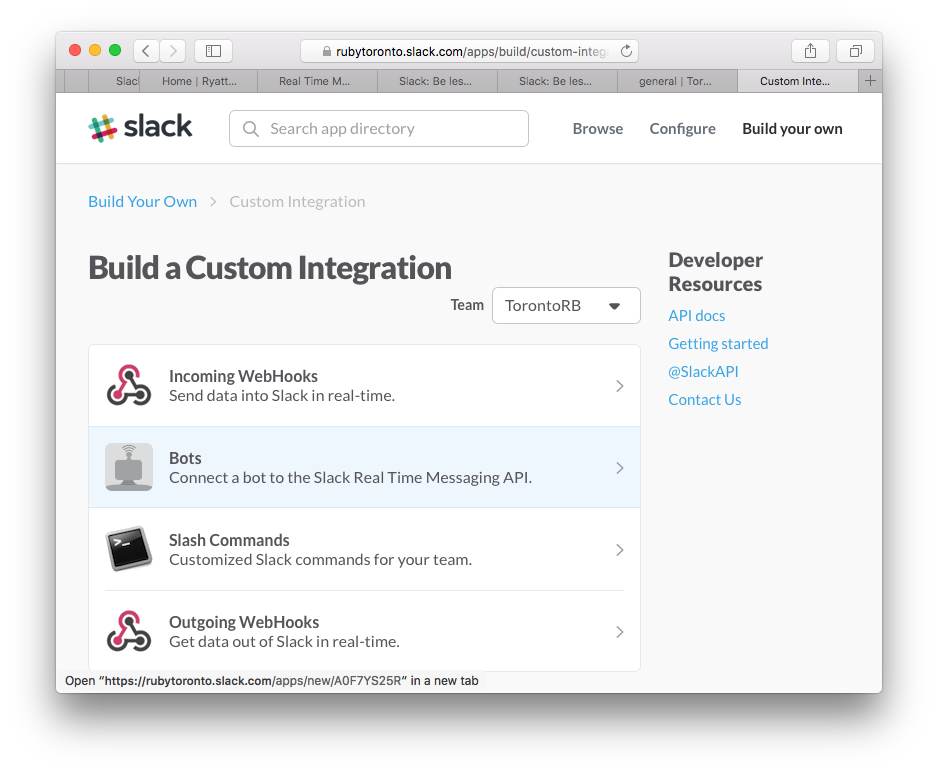 rubytoronto.slack.com/apps/build/custom-integ
Slac
Home | Ryatt...
Real Time M...
Slack: Be les...
Slack: Be les...
general | Tor...
Custom Inte...
slack
Search app directory
Browse
Configure
Build your own
Build Your Own > Custom Integration
Build a Custom Integration
Team
TorontoRB
Incoming WebHooks
Send data into Slack in real-time.
Bots
Connect a bot to the Slack Real Time Messaging API.
Slash Commands
Customized Slack commands for your team.
Outgoing WebHooks
Get data out of Slack in real-time.
Developer
Resources
API docs
Getting started
@SlackAPI
Contact Us
Open “https://rubytoronto.slack.com/apps/new/A0F7YS25R” in a new tab